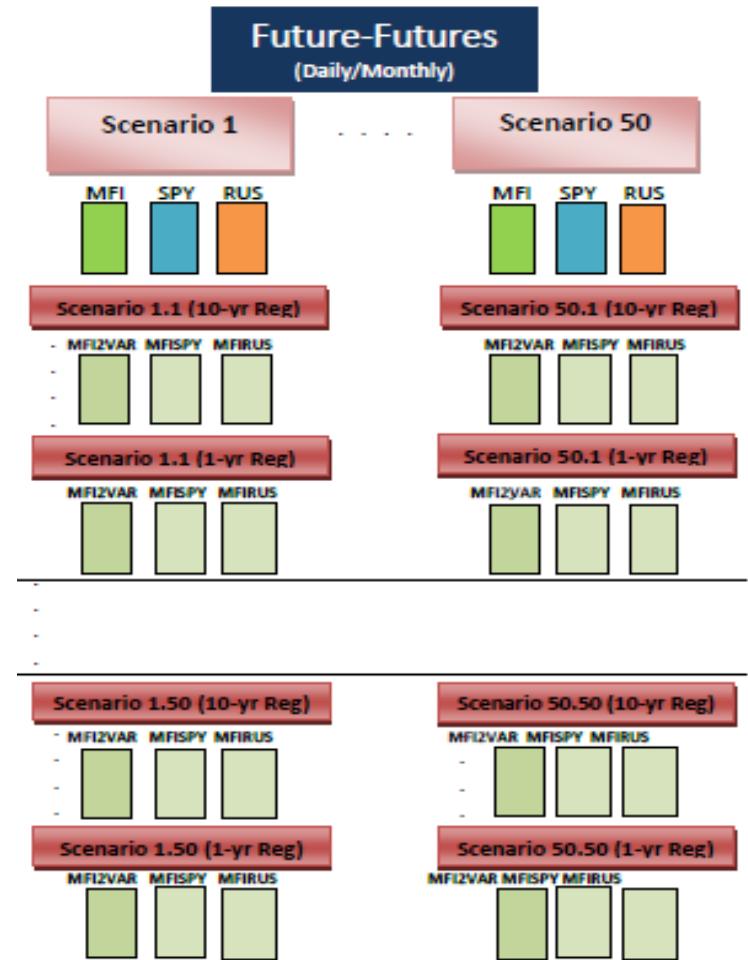 Future-Futures
(Daily/Monthly)
Scenario 1
. . . .
Scenario 50
MFI SPY RUS
MFI SPY RUS
Scenario 1.1 (10-yr Reg)
Scenario 50.1 (10-yr Reg)
MFI2VAR MFISPY MFIRUS
MFI2VAR MFISPY MFIRUS
Scenario 1.1 (1-yr Reg)
Scenario 50.1 (1-yr Reg)
MFI2VAR MFISPY MFIRUS
MFI2VAR MFISPY MFIRUS
Scenario 1.50 (10-yr Reg)
Scenario 50.50 (10-yr Reg)
MFI2VAR MFISPY MFIRUS
MFI2VAR MFISPY MFIRUS
Scenario 1.50 (1-yr Reg)
Scenario 50.50 (1-yr Reg)
MFI2VAR MFISPY MFIRUS
MFI2VAR MFISPY MFIRUS